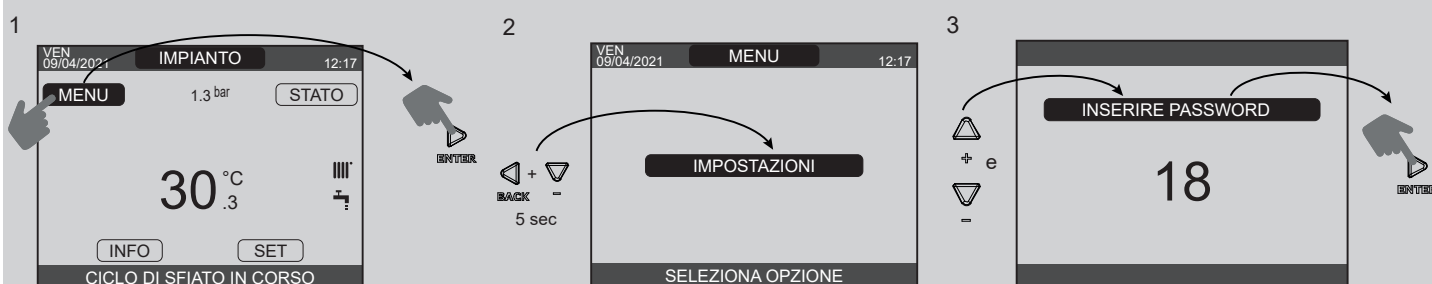 1
VEN
09/04/2021
IMPIANTO
12:17
MENU
1.3 bar
STATO
30 °C
.3
INFO
SET
CICLO DI SFIATO IN CORSO
ENTER
2
VEN
09/04/2021
MENU
12:17
IMPOSTAZIONI
+
BACK -
5 sec
SELEZIONA OPZIONE
3
INSERIRE PASSWORD
+ e
-
18
ENTER